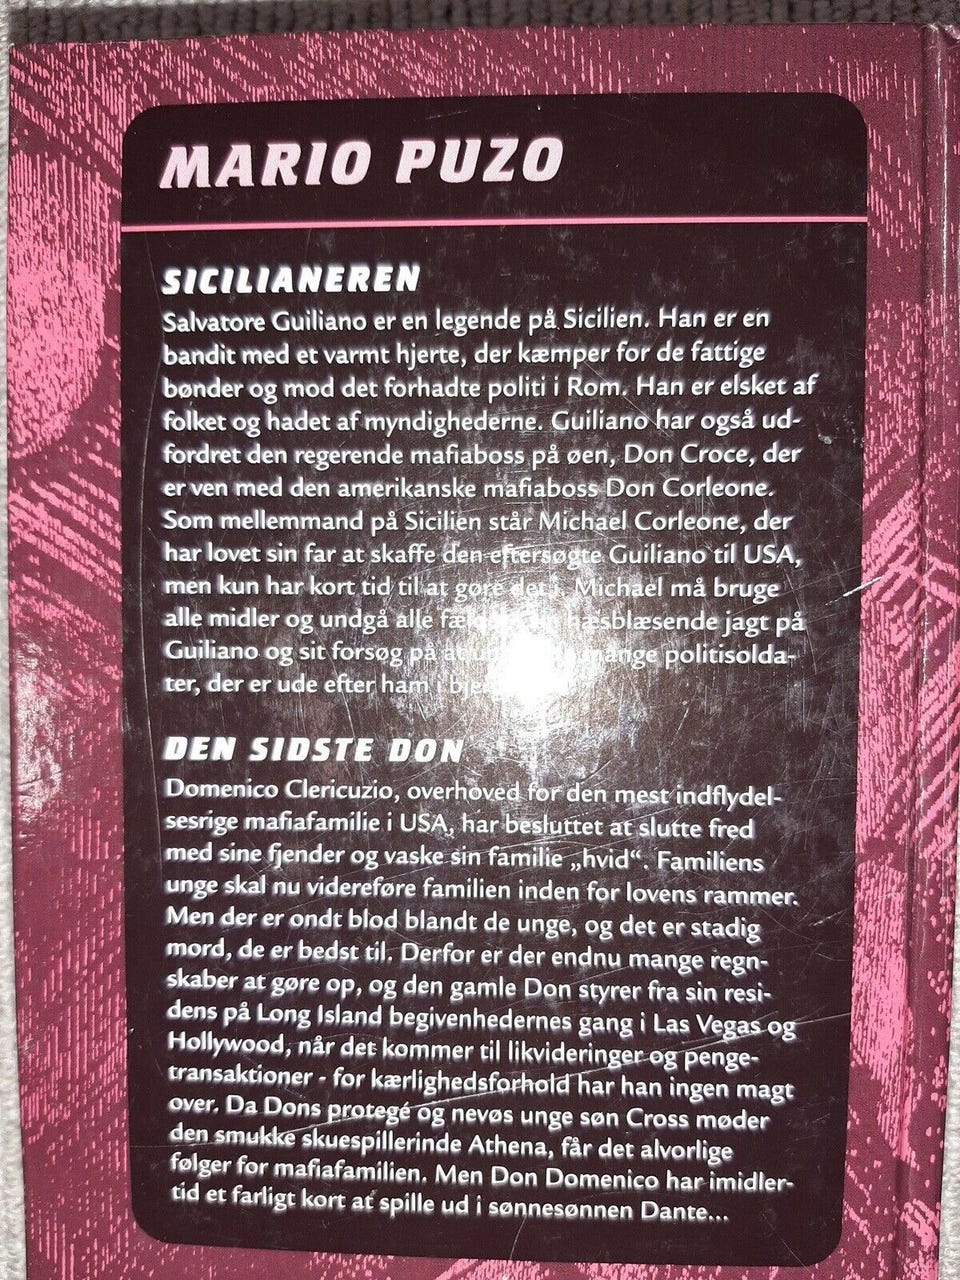 MARIO PUZO
SICILIANEREN
Salvatore Guiliano er en legende på Sicilien. Han er en
bandit med et varmt hjerte, der kæmper for de fattige
bønder og mod det forhadte politi i Rom. Han er elsket af
folket og hadet af myndighederne. Guiliano har også ud-
fordret den regerende mafiaboss på øen, Don Croce, der
er ven med den amerikanske mafiaboss Don Corleone.
Som mellemmand på Sicilien står Michael Corleone, der
har lovet sin far at skaffe den eftersøgte Guiliano til USA,
men kun har kort tid til at gøre det i. Michael må bruge
alle midler og undgå alle hæsblæsende jagt på
Guiliano og sit forsøg på at mange politisolda-
ter, der er ude efter ham i
DEN SIDSTE DON
Domenico Clericuzio, overhoved for den mest indflydel-
sesrige mafiafamilie i USA, har besluttet at slutte fred
med sine fjender og vaske sin familie „hvid“. Familiens
unge skal nu videreføre familien inden for lovens rammer.
Men der er ondt blod blandt de unge, og det er stadig
mord, de er bedst til. Derfor er der endnu mange regn-
skaber at gøre op, og den gamle Don styrer fra sin resi-
dens på Long Island begivenhedernes gang i Las Vegas og
Hollywood, når det kommer til likvideringer og penge-
transaktioner - for kærlighedsforhold har han ingen magt
over. Da Dons protegé og nevøs unge søn Cross møder
den smukke skuespillerinde Athena, får det alvorlige
følger for mafiafamilien. Men Don Domenico har imidler-
tid et farligt kort at spille ud i sønnesønnen Dante...